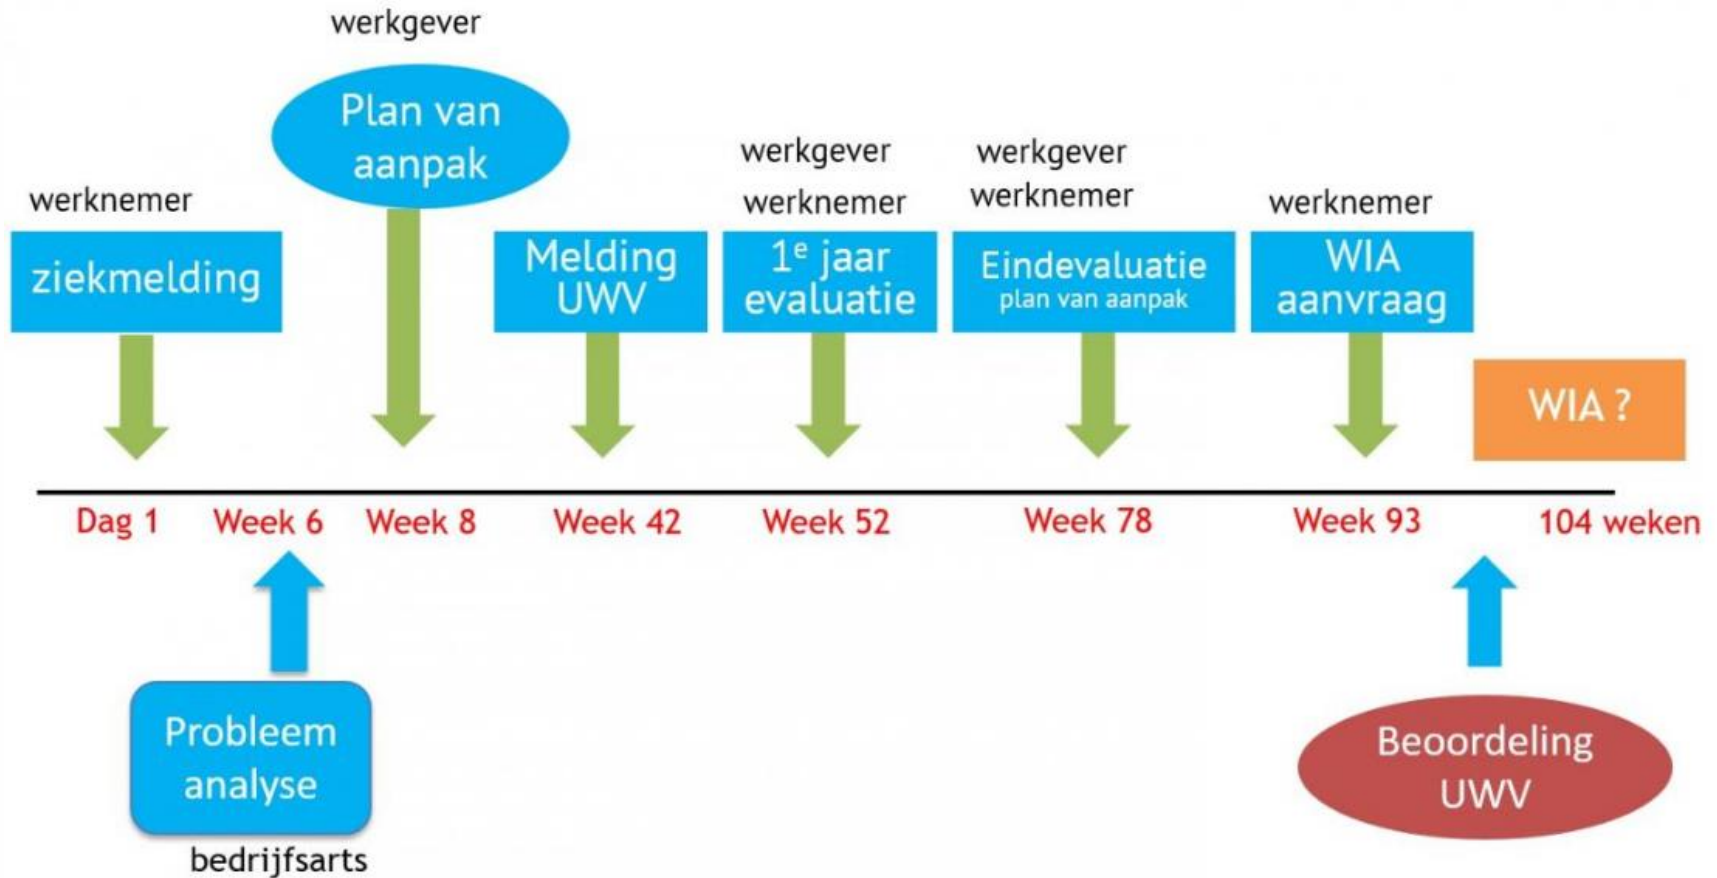 werkgever
Plan van
aanpak
werknemer
ziekmelding
Melding
UWV
werkgever
werknemer
1e jaar
evaluatie
werkgever
werknemer
Eindevaluatie
plan van aanpak
werknemer
WIA
aanvraag
WIA ?
Dag 1 Week 6 Week 8 Week 42 Week 52 Week 78 Week 93 104 weken
Probleem
analyse
bedrijfsarts
Beoordeling
UWV